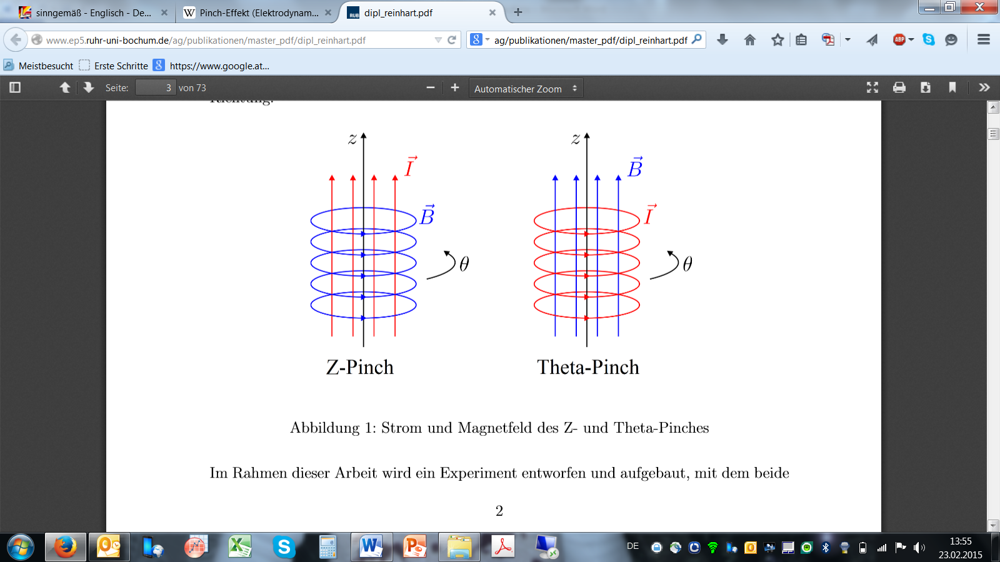 sinngemäß - Englisch - De...
Pinch-Effekt (Elektrodynam...
dipl_reinhart.pdf
www.ep5.ruhr-uni-bochum.de/ag/publikationen/master_pdf/dipl_reinhart.pdf
ag/publikationen/master_pdf/dipl_reinhart.pdf
Meistbesucht
Erste Schritte
https://www.google.at...
Seite: 3 von 73
Automatischer Zoom
Richtung.
z
I
B
θ
Z-Pinch
z
B
I
θ
Theta-Pinch
Abbildung 1: Strom und Magnetfeld des Z- und Theta-Pinches
Im Rahmen dieser Arbeit wird ein Experiment entworfen und aufgebaut, mit dem beide
2
DE
13:55
23.02.2015